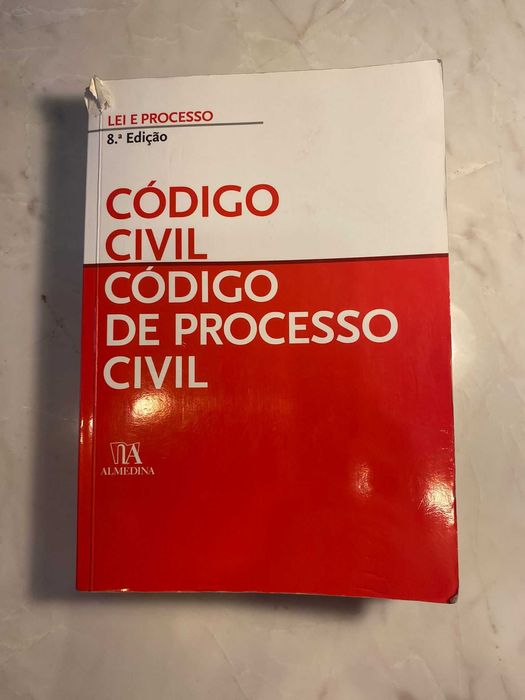 LEI E PROCESSO
8.ª Edição
CÓDIGO
CIVIL
CÓDIGO
DE PROCESSO
CIVIL
ALMEDINA